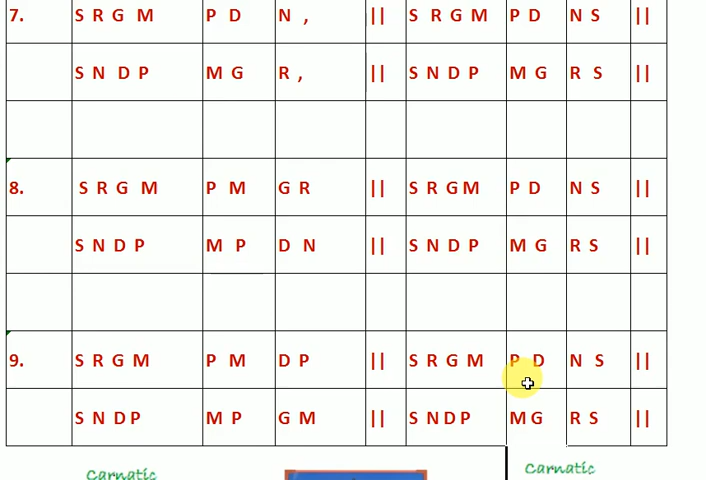 7. S R G M P D N , || S R G M P D N S ||
S N D P M G R , || S N D P M G R S ||
8. S R G M P M G R || S R G M P D N S ||
S N D P M P D N || S N D P M G R S ||
9. S R G M P M D P || S R G M P D N S ||
S N D P M P G M || S N D P M G R S ||
Carnatic Carnatic